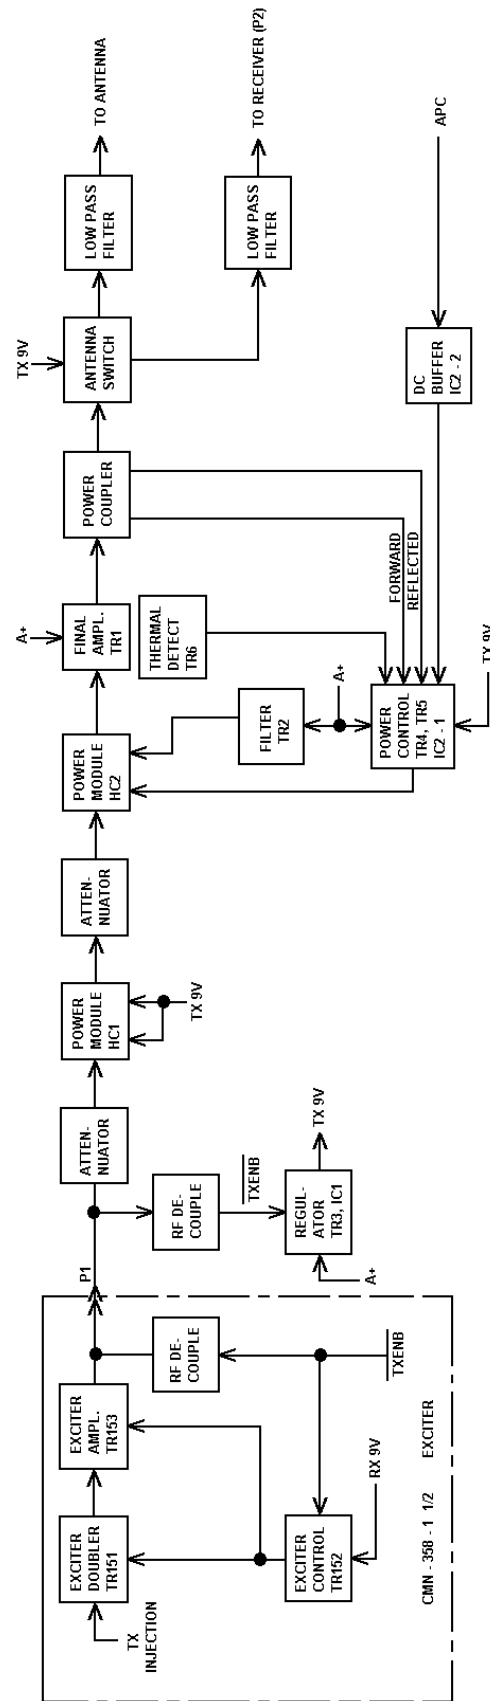 TX
INJECTION
EXCITER
DOUBLER
TR151
EXCITER
AMPL.
TR153
EXCITER
CONTROL
TR152
RX 9V
RF DE-
COUPLE
TXENB
CMN - 358 - 1 1/2
EXCITER
P1
ATTEN-
NUATOR
RF DE-
COUPLE
TXENB
REGUL-
ATOR
TR3, IC1
A+
TX 9V
POWER
MODULE
HC1
TX 9V
ATTEN-
NUATOR
POWER
MODULE
HC2
A+
FINAL
AMPL.
TR1
THERMAL
DETECT
TR6
FILTER
TR2
A+
POWER
CONTROL
TR4, TR5
IC2 - 1
TX 9V
POWER
COUPLER
FORWARD
REFLECTED
TX 9V
ANTENNA
SWITCH
DC
BUFFER
IC2 - 2
APC
LOW PASS
FILTER
TO ANTENNA
LOW PASS
FILTER
TO RECEIVER (P2)